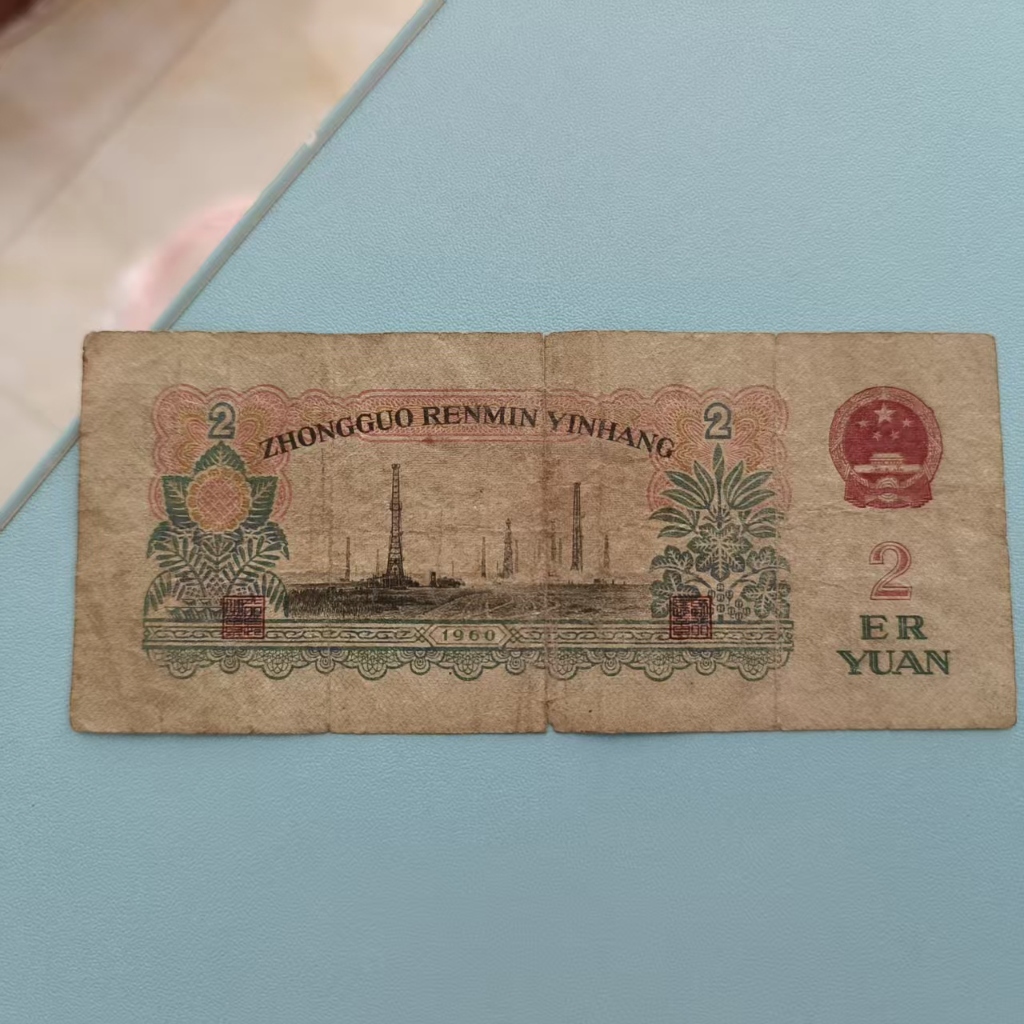 2
2
ZHONGGUO RENMIN YINHANG
1960
2
ER
YUAN